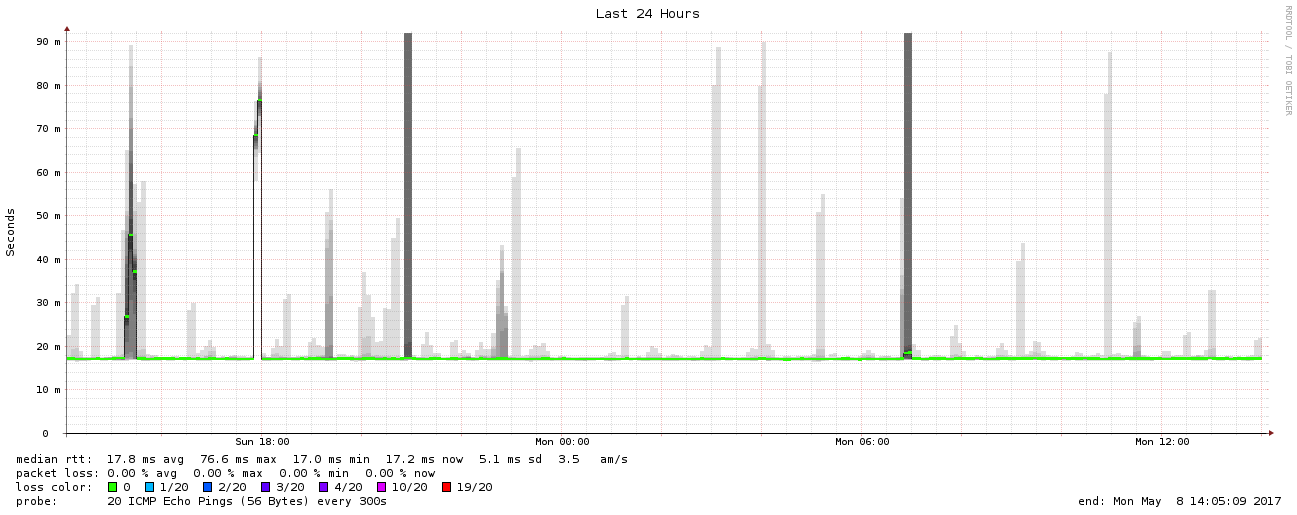 Last 24 Hours
RRDTOOL / TOBI OETIKER
Seconds
90 m
80 m
70 m
60 m
50 m
40 m
30 m
20 m
10 m
0
Sun 18:00 Mon 00:00 Mon 06:00 Mon 12:00
median rtt: 17.8 ms avg 76.6 ms max 17.0 ms min 17.2 ms now 5.1 ms sd 3.5 am/s
packet loss: 0.00 % avg 0.00 % max 0.00 % min 0.00 % now
loss color: 0 1/20 2/20 3/20 4/20 10/20 19/20
probe: 20 ICMP Echo Pings (56 Bytes) every 300s end: Mon May 8 14:05:09 2017